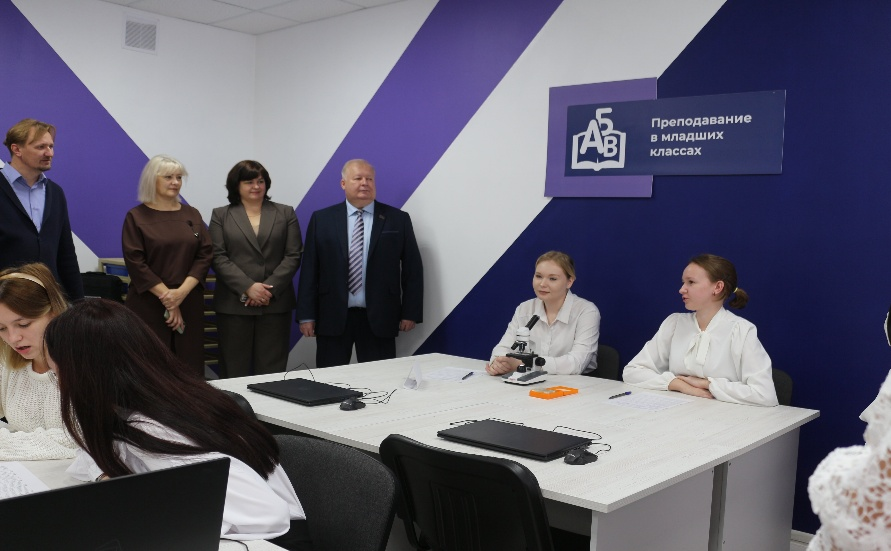 АБВ
Преподавание
в младших
классах